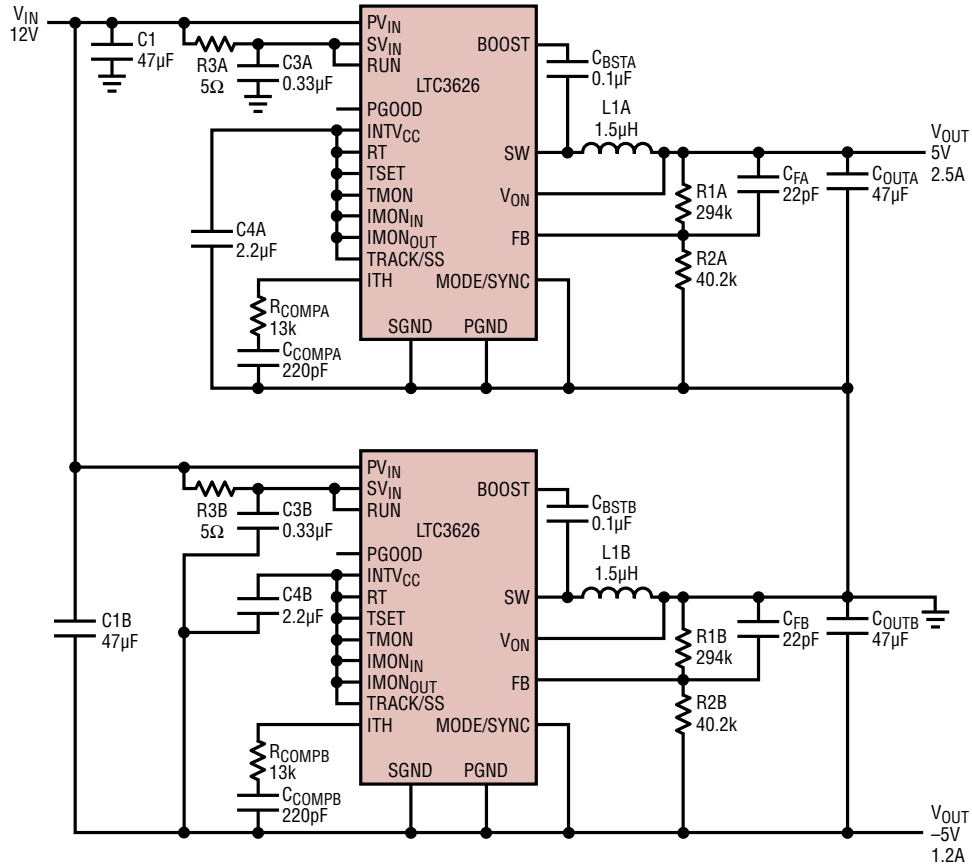 VIN
12V
C1
47µF
R3A
5Ω
C3A
0.33µF
PVIN
SVIN
RUN
PGOOD
INTVCC
RT
TSET
TMON
IMONIN
IMONOUT
TRACK/SS
ITH
LTC3626
SGND
PGND
BOOST
SW
VON
FB
MODE/SYNC
C4A
2.2µF
RCOMPA
13k
CCOMPA
220pF
CBSTA
0.1µF
L1A
1.5µH
R1A
294k
R2A
40.2k
CFA
22pF
COUTA
47µF
VOUT
5V
2.5A
C1B
47µF
R3B
5Ω
C3B
0.33µF
C4B
2.2µF
PVIN
SVIN
RUN
PGOOD
INTVCC
RT
TSET
TMON
IMONIN
IMONOUT
TRACK/SS
ITH
LTC3626
SGND
PGND
BOOST
SW
VON
FB
MODE/SYNC
RCOMPB
13k
CCOMPB
220pF
CBSTB
0.1µF
L1B
1.5µH
R1B
294k
R2B
40.2k
CFB
22pF
COUTB
47µF
VOUT
–5V
1.2A